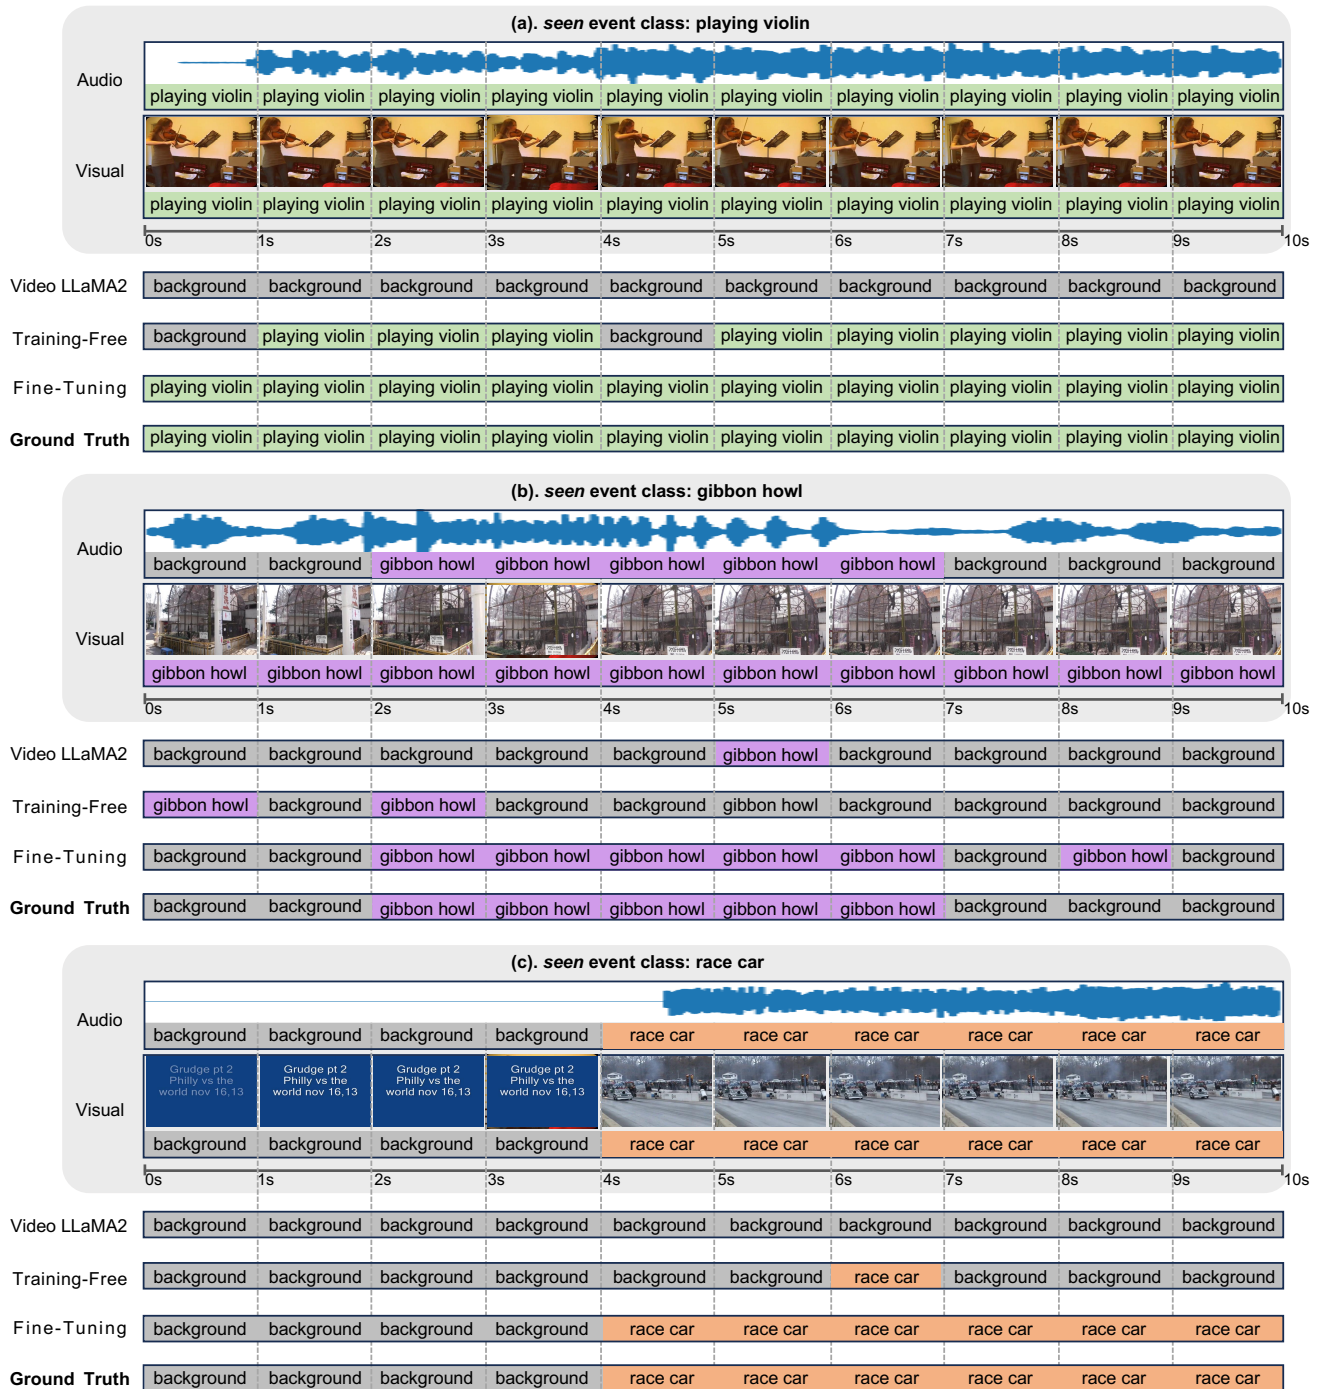 (a). seen event class: playing violin
Audio
playing violin playing violin playing violin playing violin playing violin playing violin playing violin playing violin playing violin playing violin
Visual
playing violin playing violin playing violin playing violin playing violin playing violin playing violin playing violin playing violin playing violin
0s 1s 2s 3s 4s 5s 6s 7s 8s 9s 10s
Video LLaMA2 background background background background background background background background background background
Training-Free background playing violin playing violin playing violin background playing violin playing violin playing violin playing violin playing violin
Fine-Tuning playing violin playing violin playing violin playing violin playing violin playing violin playing violin playing violin playing violin playing violin
Ground Truth playing violin playing violin playing violin playing violin playing violin playing violin playing violin playing violin playing violin playing violin
(b). seen event class: gibbon howl
Audio
background background gibbon howl gibbon howl gibbon howl gibbon howl gibbon howl background background background
Visual
gibbon howl gibbon howl gibbon howl gibbon howl gibbon howl gibbon howl gibbon howl gibbon howl gibbon howl gibbon howl
0s 1s 2s 3s 4s 5s 6s 7s 8s 9s 10s
Video LLaMA2 background background background background background gibbon howl background background background background
Training-Free gibbon howl background gibbon howl background background gibbon howl background background background background
Fine-Tuning background background gibbon howl gibbon howl gibbon howl gibbon howl gibbon howl background gibbon howl background
Ground Truth background background gibbon howl gibbon howl gibbon howl gibbon howl gibbon howl background background background
(c). seen event class: race car
Audio
background background background background race car race car race car race car race car race car
Grudge pt 2 Grudge pt 2 Grudge pt 2 Grudge pt 2
Philly vs the Philly vs the Philly vs the Philly vs the
world nov 16,13 world nov 16,13 world nov 16,13 world nov 16,13
Visual
background background background background race car race car race car race car race car race car
0s 1s 2s 3s 4s 5s 6s 7s 8s 9s 10s
Video LLaMA2 background background background background background background background background background background
Training-Free background background background background background background race car background background background
Fine-Tuning background background background background race car race car race car race car race car race car
Ground Truth background background background background race car race car race car race car race car race car